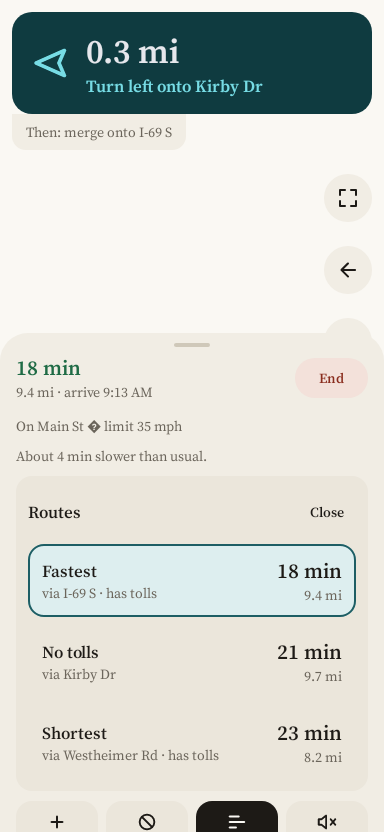 0.3 mi
Turn left onto Kirby Dr
Then: merge onto I-69 S
18 min
9.4 mi · arrive 9:13 AM
End
On Main St � limit 35 mph
About 4 min slower than usual.
Routes
Close
Fastest
18 min
via I-69 S · has tolls
9.4 mi
No tolls
21 min
via Kirby Dr
9.7 mi
Shortest
23 min
via Westheimer Rd · has tolls
8.2 mi